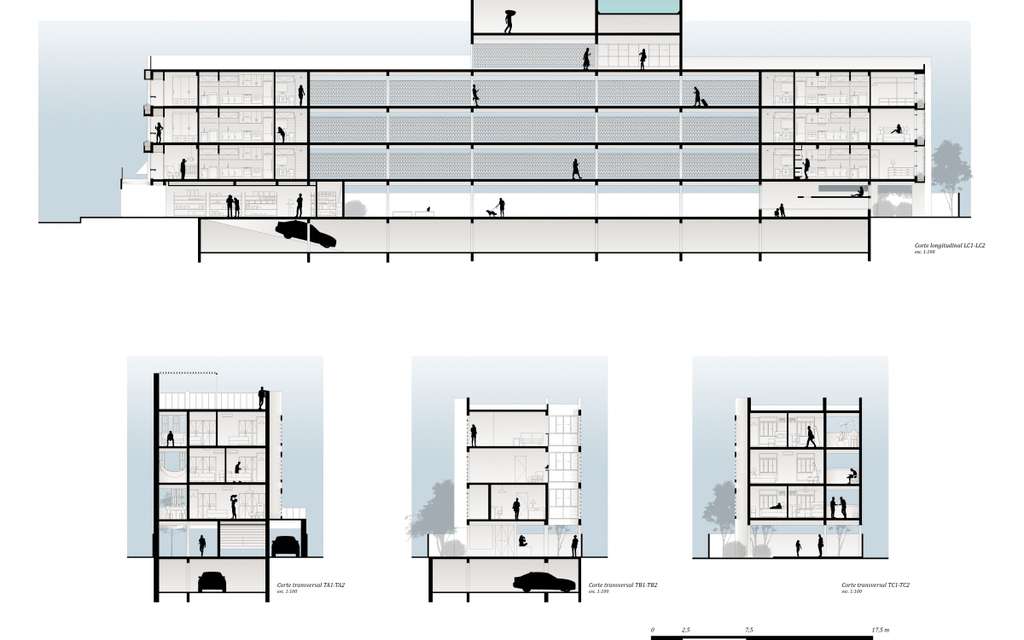 Corte longitudinal LC1-LC2
esc. 1:100
Corte transversal TA1-TA2
esc. 1:100
Corte transversal TB1-TB2
esc. 1:100
Corte transversal TC1-TC2
esc. 1:100
0 2,5 7,5 17,5 m